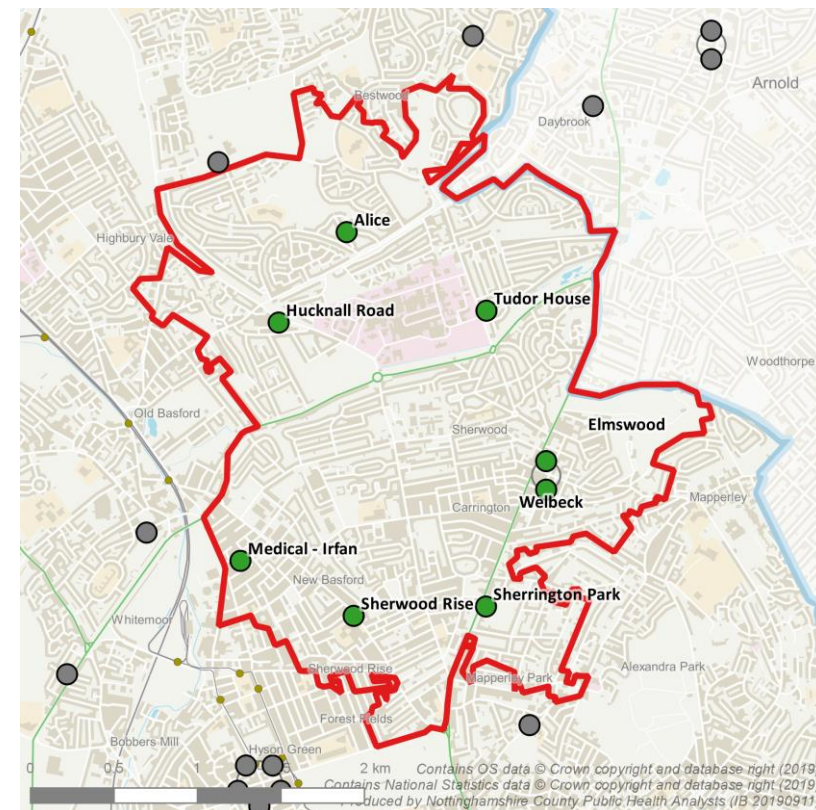 Arnold
Bestwood
Daybrook
Alice
Highbury Vale
Tudor House
Hucknall Road
Woodthorpe
Old Basford
Elmswood
Sherwood
Mapperley
Welbeck
Carrington
Medical - Irfan
New Basford
Sherrington Park
Sherwood Rise
Whitemoor
Sherwood Rise
Alexandra Park
Mapperley Park
Forest Fields
Bobbers Mill
Hyson Green
0 0.5 1 2 km
Contains OS data © Crown copyright and database right (2019
Contains National Statistics data © Crown copyright and database right (2019
Produced by Nottinghamshire County Public Health Analysts (JB 20190911